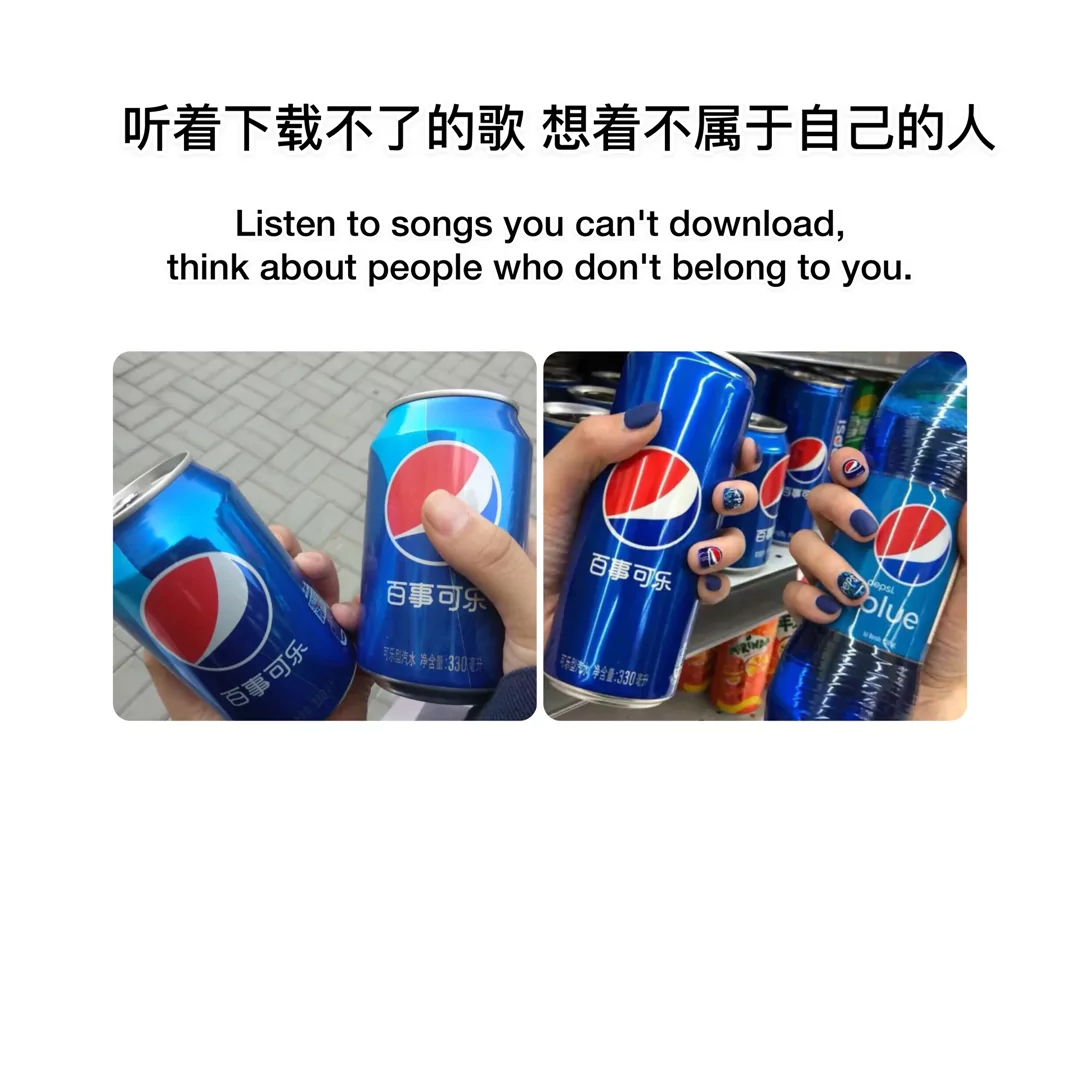 听着下载不了的歌 想着不属于自己的人
Listen to songs you can't download,
think about people who don't belong to you.
百事可乐
百事可乐
可乐型汽水 净含量:330毫升
百事可乐
可乐型汽水 净含量:330毫升
pepsi
blue